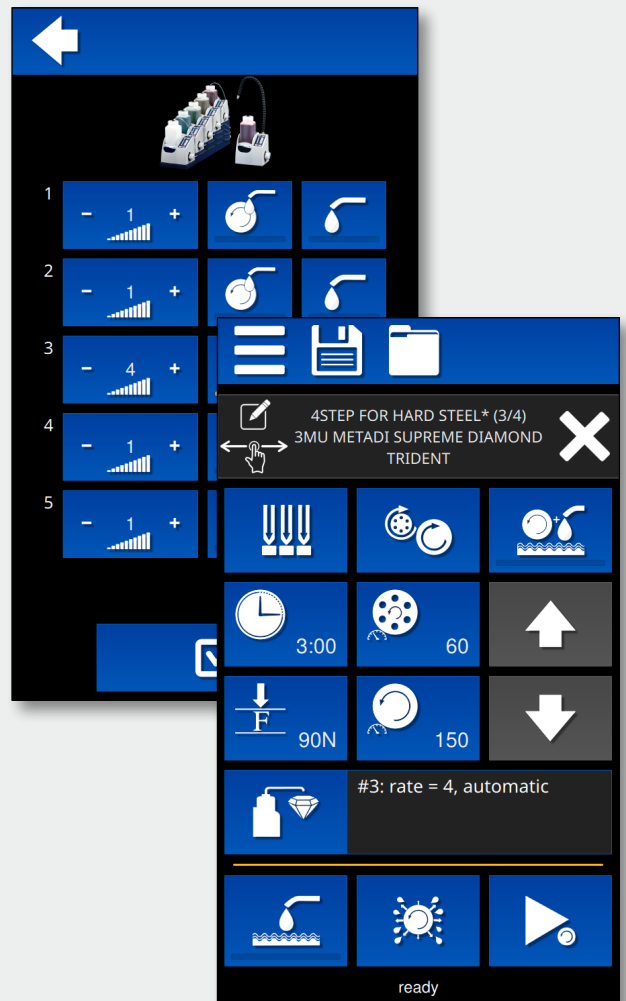 1
- 1 +
2
- 1 +
3
- 4 +
4
- 1 +
5
- 1 +
4STEP FOR HARD STEEL* (3/4)
3MU METADI SUPREME DIAMOND
TRIDENT
3:00
60
F
90N
150
#3: rate = 4, automatic
ready